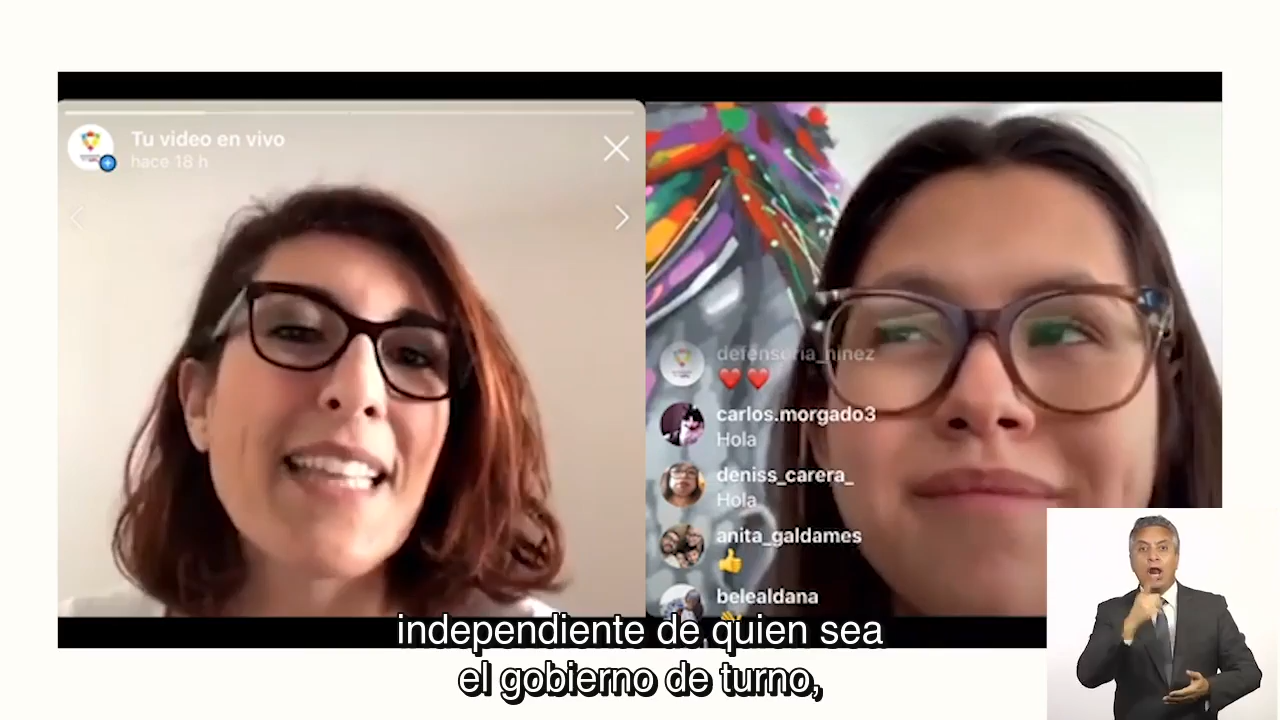 Tu video en vivo
hace 18 h
defensoria_ninez
carlos.morgado3
Hola
deniss_carera_
Hola
anita_galdames
belealdana
independiente de quien sea
el gobierno de turno,